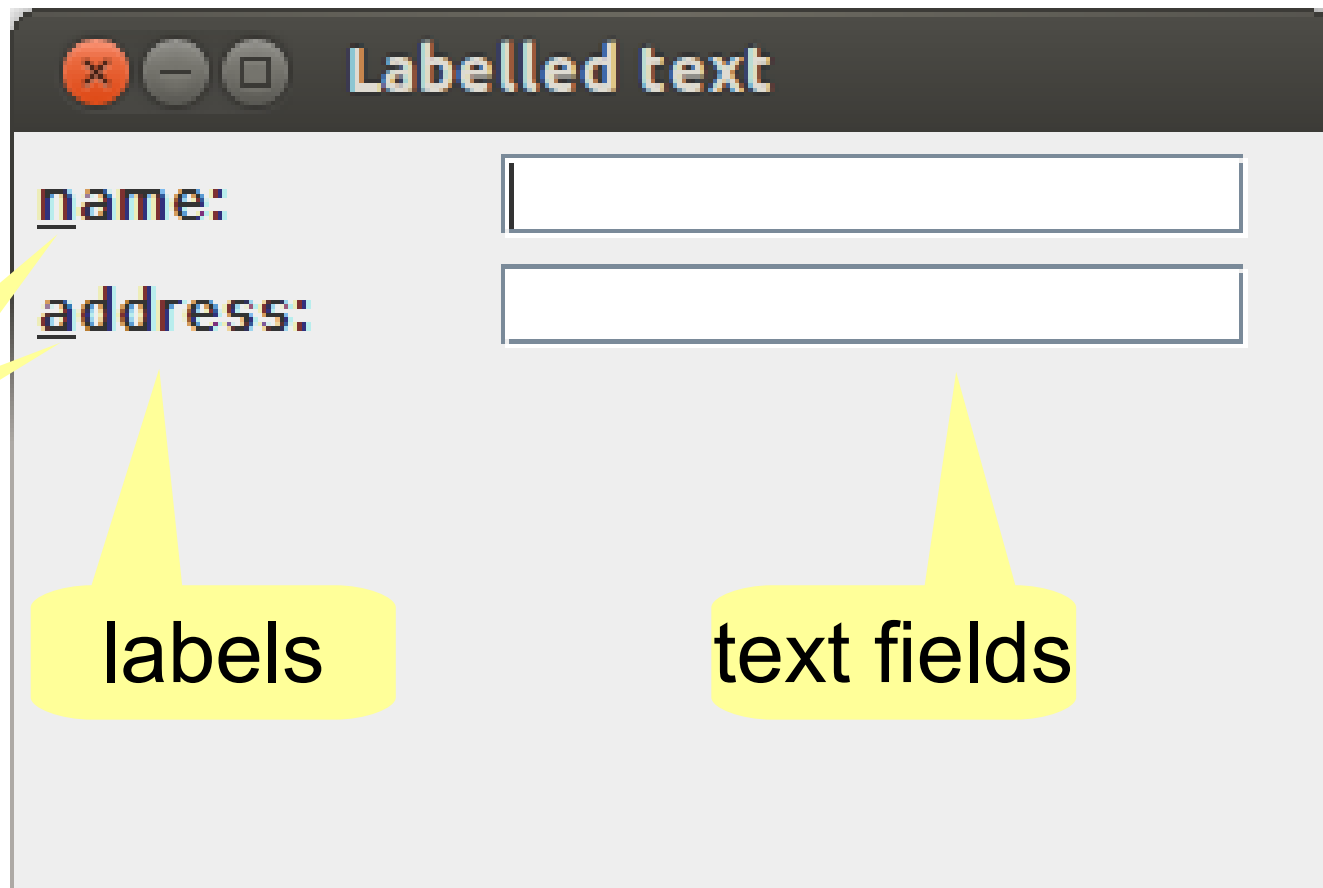 Labelled text
name:
address:
labels
text fields